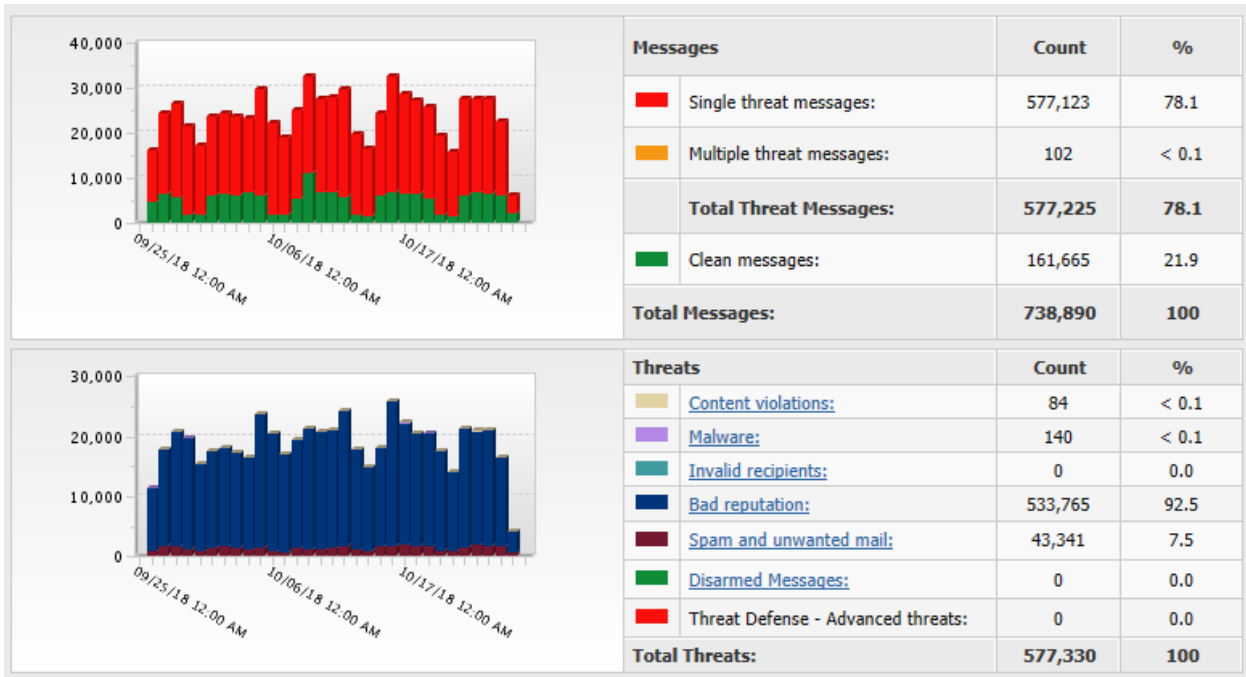 40,000
30,000
20,000
10,000
0
09/25/18 12:00 AM
10/06/18 12:00 AM
10/17/18 12:00 AM
Messages Count %
Single threat messages: 577,123 78.1
Multiple threat messages: 102 < 0.1
Total Threat Messages: 577,225 78.1
Clean messages: 161,665 21.9
Total Messages: 738,890 100
30,000
20,000
10,000
0
09/25/18 12:00 AM
10/06/18 12:00 AM
10/17/18 12:00 AM
Threats Count %
Content violations: 84 < 0.1
Malware: 140 < 0.1
Invalid recipients: 0 0.0
Bad reputation: 533,765 92.5
Spam and unwanted mail: 43,341 7.5
Disarmed Messages: 0 0.0
Threat Defense - Advanced threats: 0 0.0
Total Threats: 577,330 100